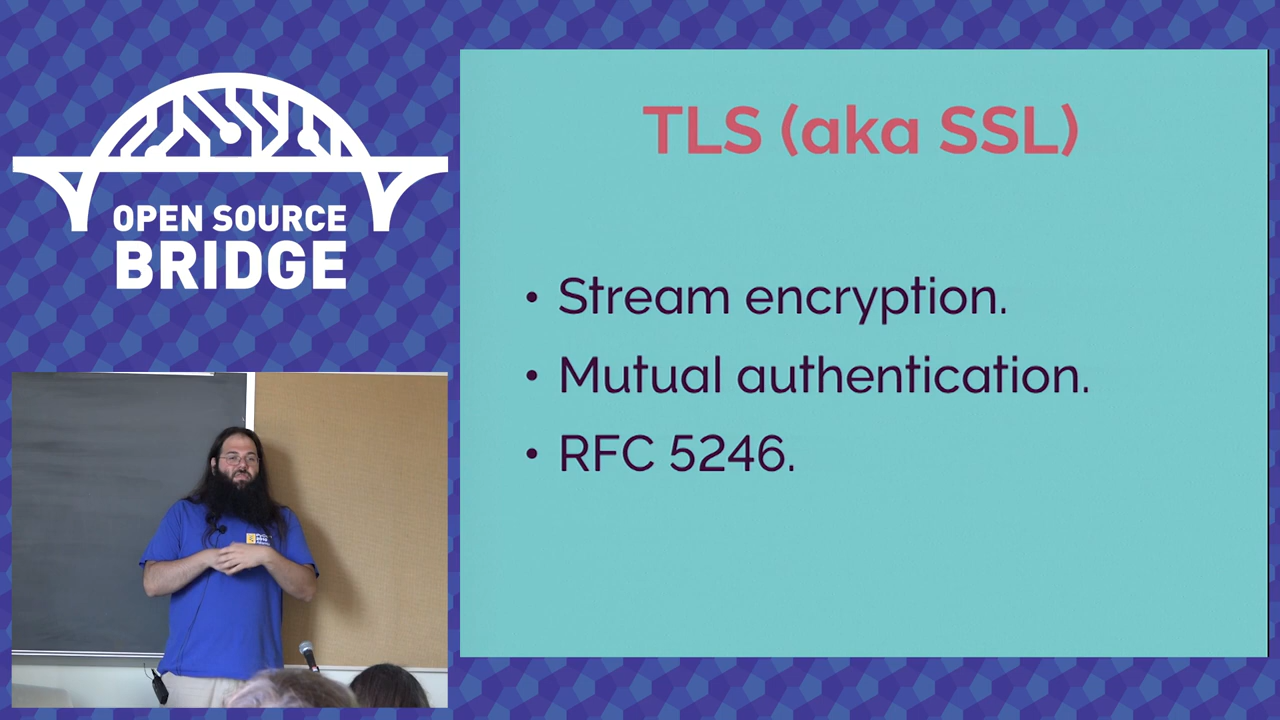 OPEN SOURCE
BRIDGE
TLS (aka SSL)
• Stream encryption.
• Mutual authentication.
• RFC 5246.